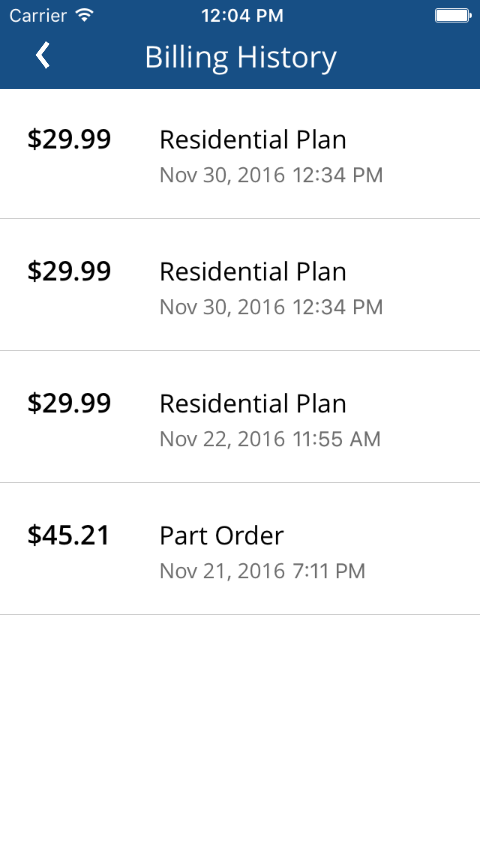 Carrier 12:04 PM
Billing History
$29.99 Residential Plan
Nov 30, 2016 12:34 PM
$29.99 Residential Plan
Nov 30, 2016 12:34 PM
$29.99 Residential Plan
Nov 22, 2016 11:55 AM
$45.21 Part Order
Nov 21, 2016 7:11 PM